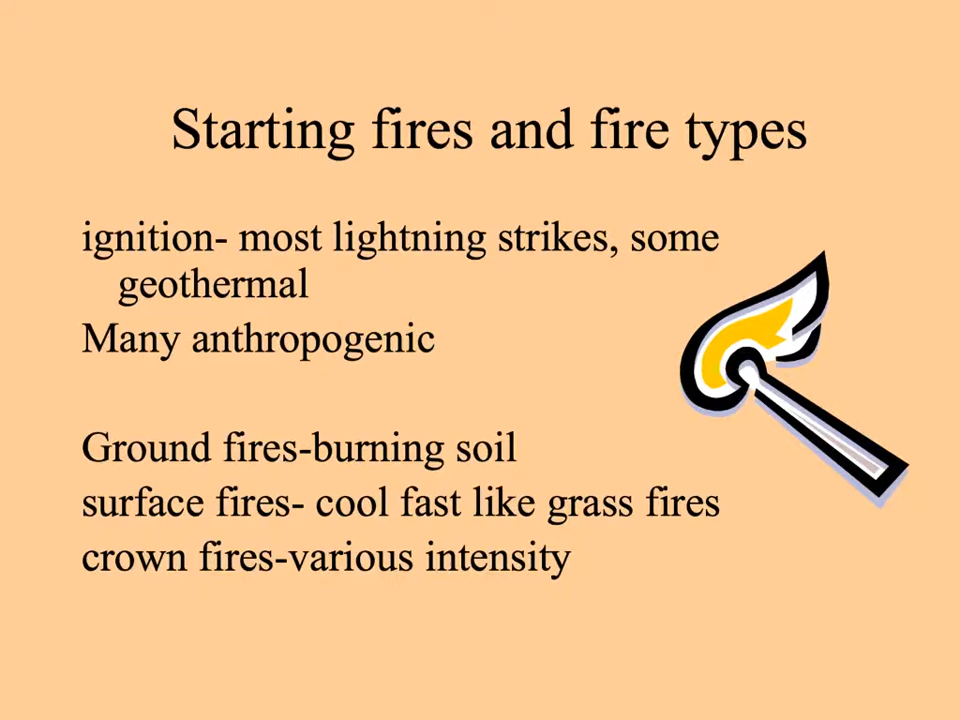 Starting fires and fire types
ignition- most lightning strikes, some
geothermal
Many anthropogenic
Ground fires-burning soil
surface fires- cool fast like grass fires
crown fires-various intensity